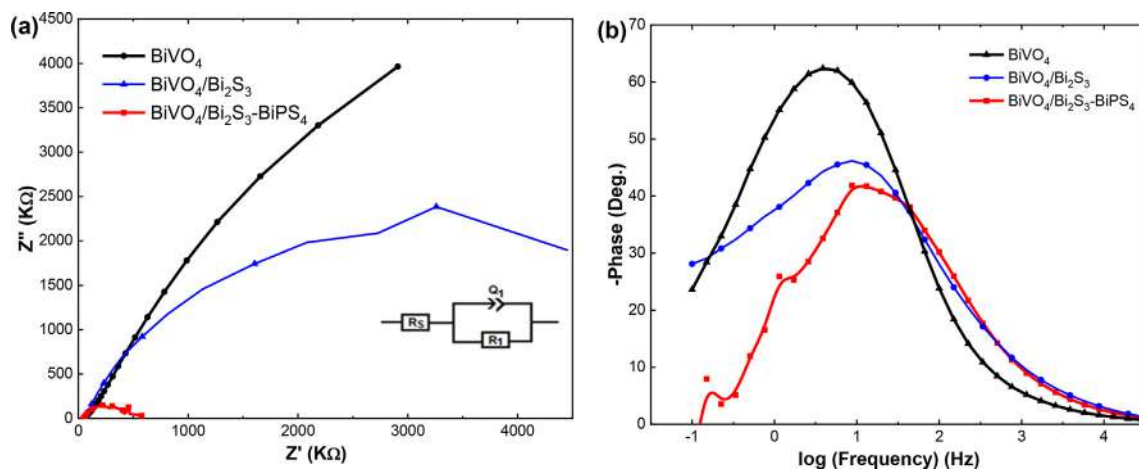 (a)
BiVO₄
BiVO₄/Bi₂S₃
BiVO₄/Bi₂S₃-BiPS₄
4500
4000
3500
3000
2500
2000
1500
1000
500
0
Z'' (KΩ)
Rs
Q₁
R₁
0 1000 2000 3000 4000
Z' (KΩ)
(b)
BiVO₄
BiVO₄/Bi₂S₃
BiVO₄/Bi₂S₃-BiPS₄
70
60
50
40
30
20
10
0
-Phase (Deg.)
-1 0 1 2 3 4
log (Frequency) (Hz)